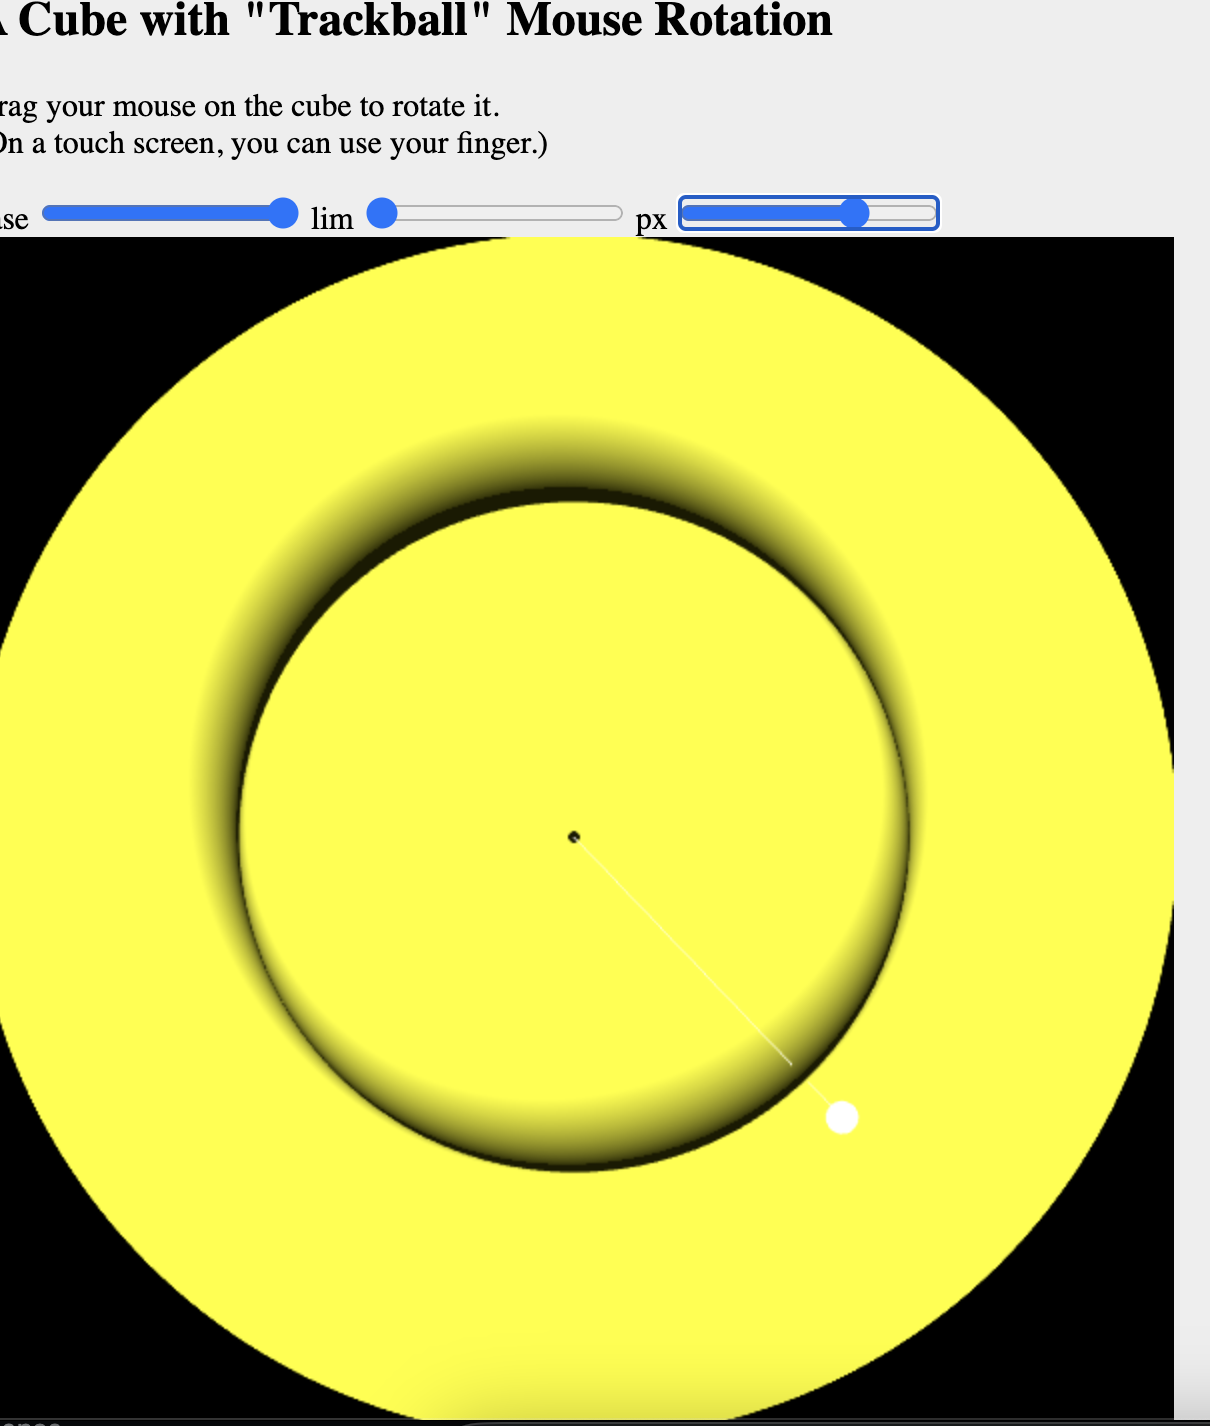 A Cube with "Trackball" Mouse Rotation
rag your mouse on the cube to rotate it.
On a touch screen, you can use your finger.)
ase lim px